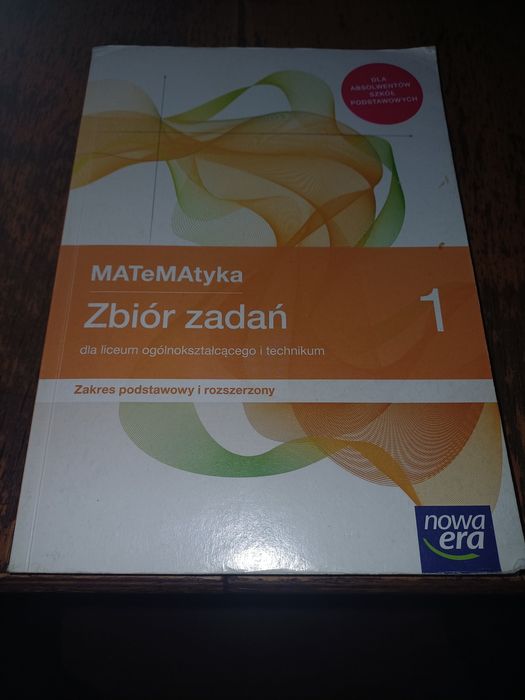 DLA
ABSOLWENTÓW
SZKÓŁ
PODSTAWOWYCH
MATeMAtyka
Zbiór zadań
1
dla liceum ogólnokształcącego i technikum
Zakres podstawowy i rozszerzony
nowa
era